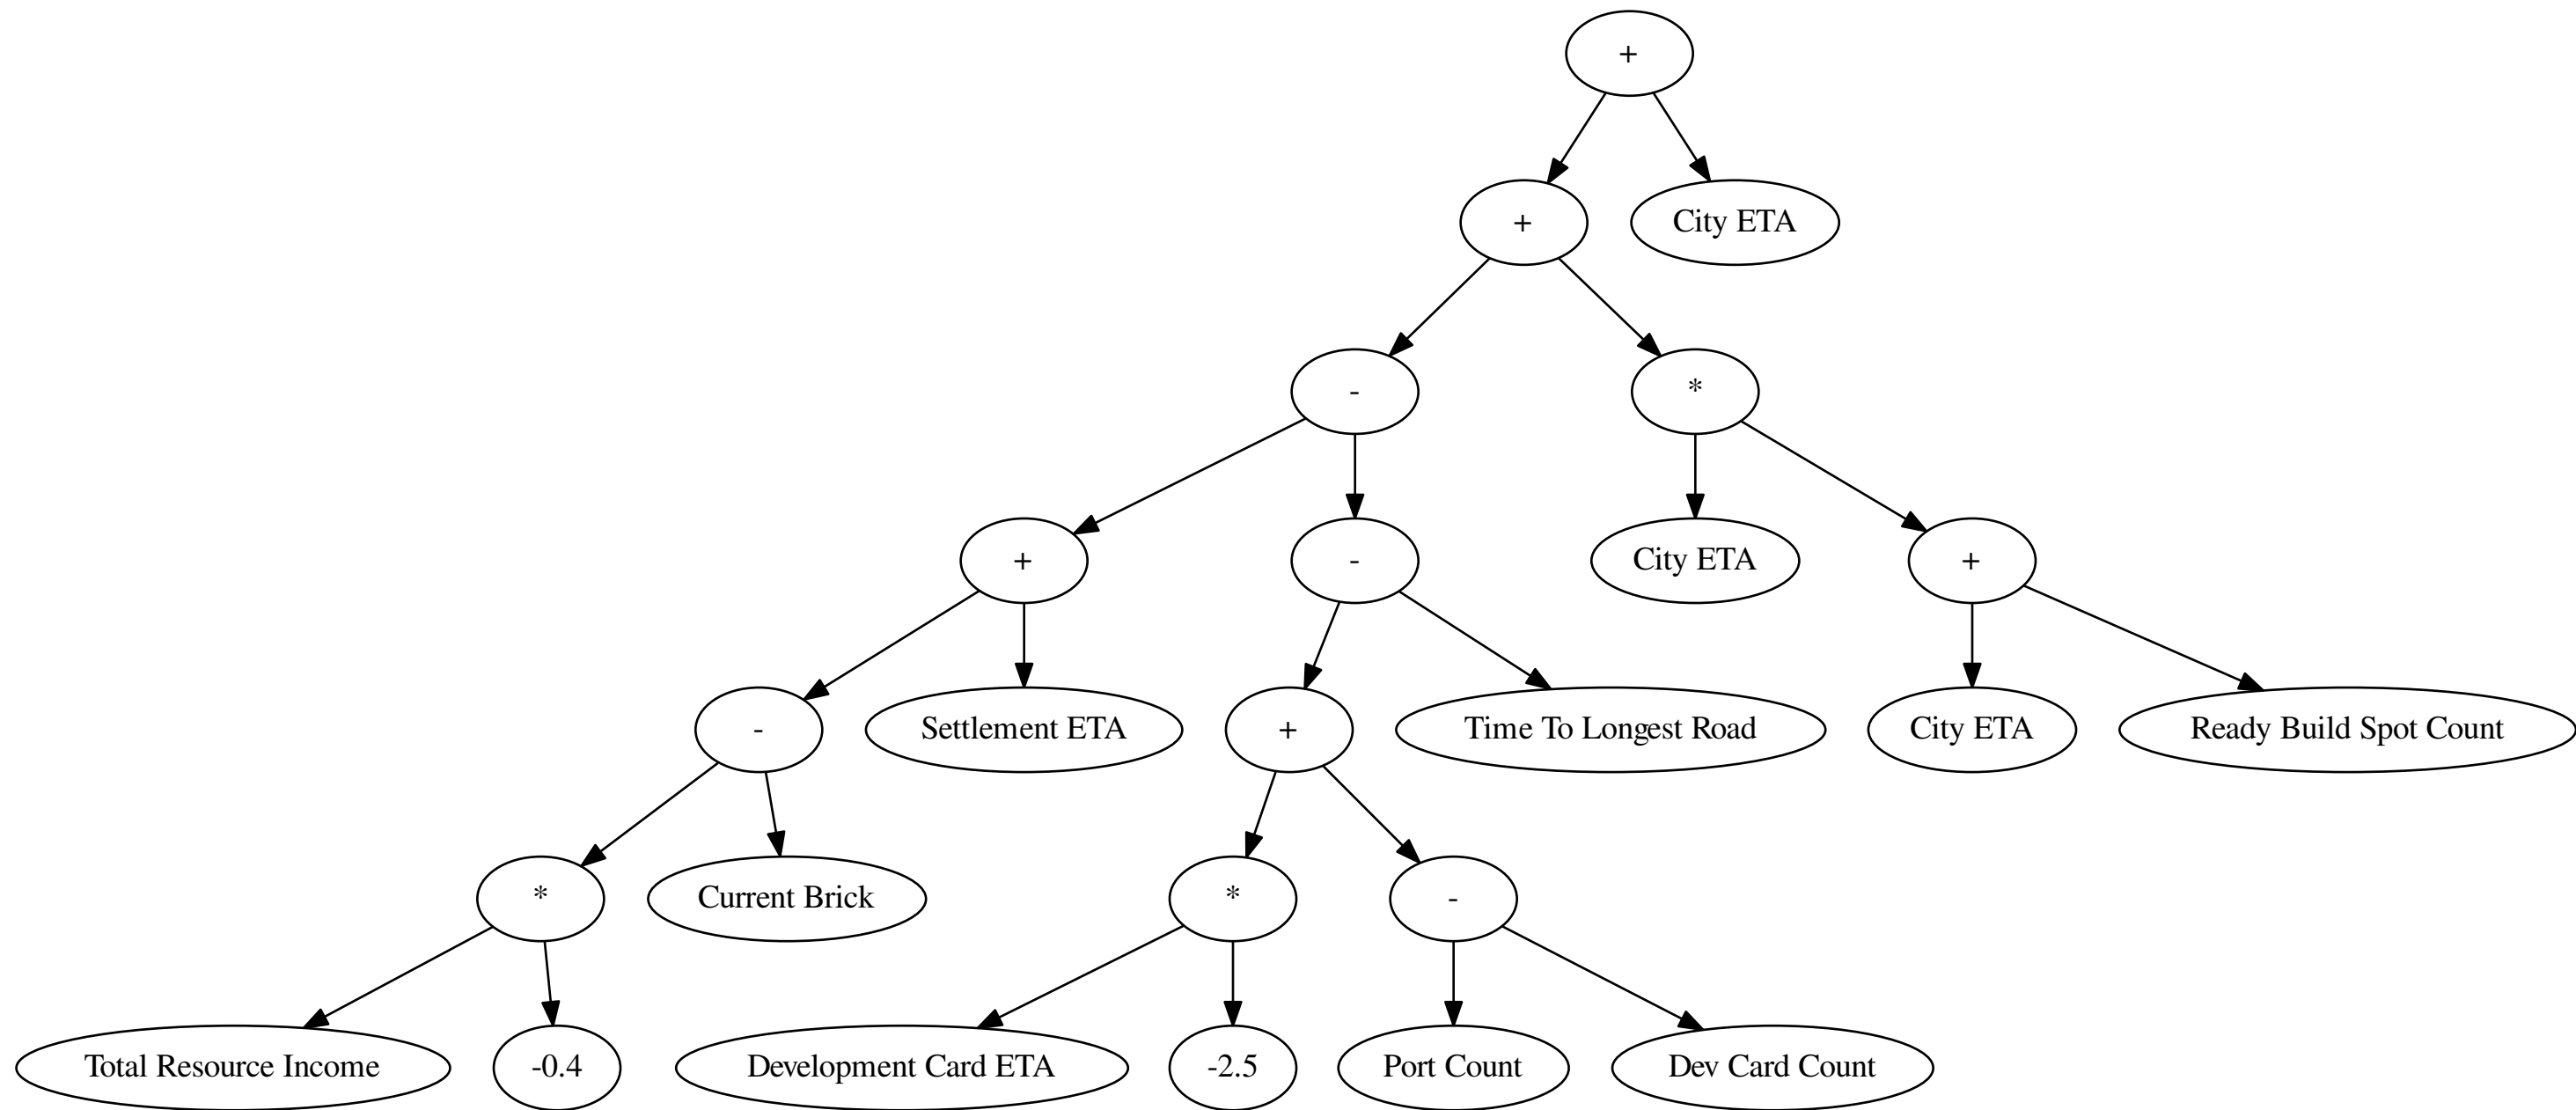 +
+
City ETA
-
*
+
-
City ETA
+
-
Settlement ETA
+
Time To Longest Road
City ETA
Ready Build Spot Count
*
Current Brick
*
-
Total Resource Income
-0.4
Development Card ETA
-2.5
Port Count
Dev Card Count